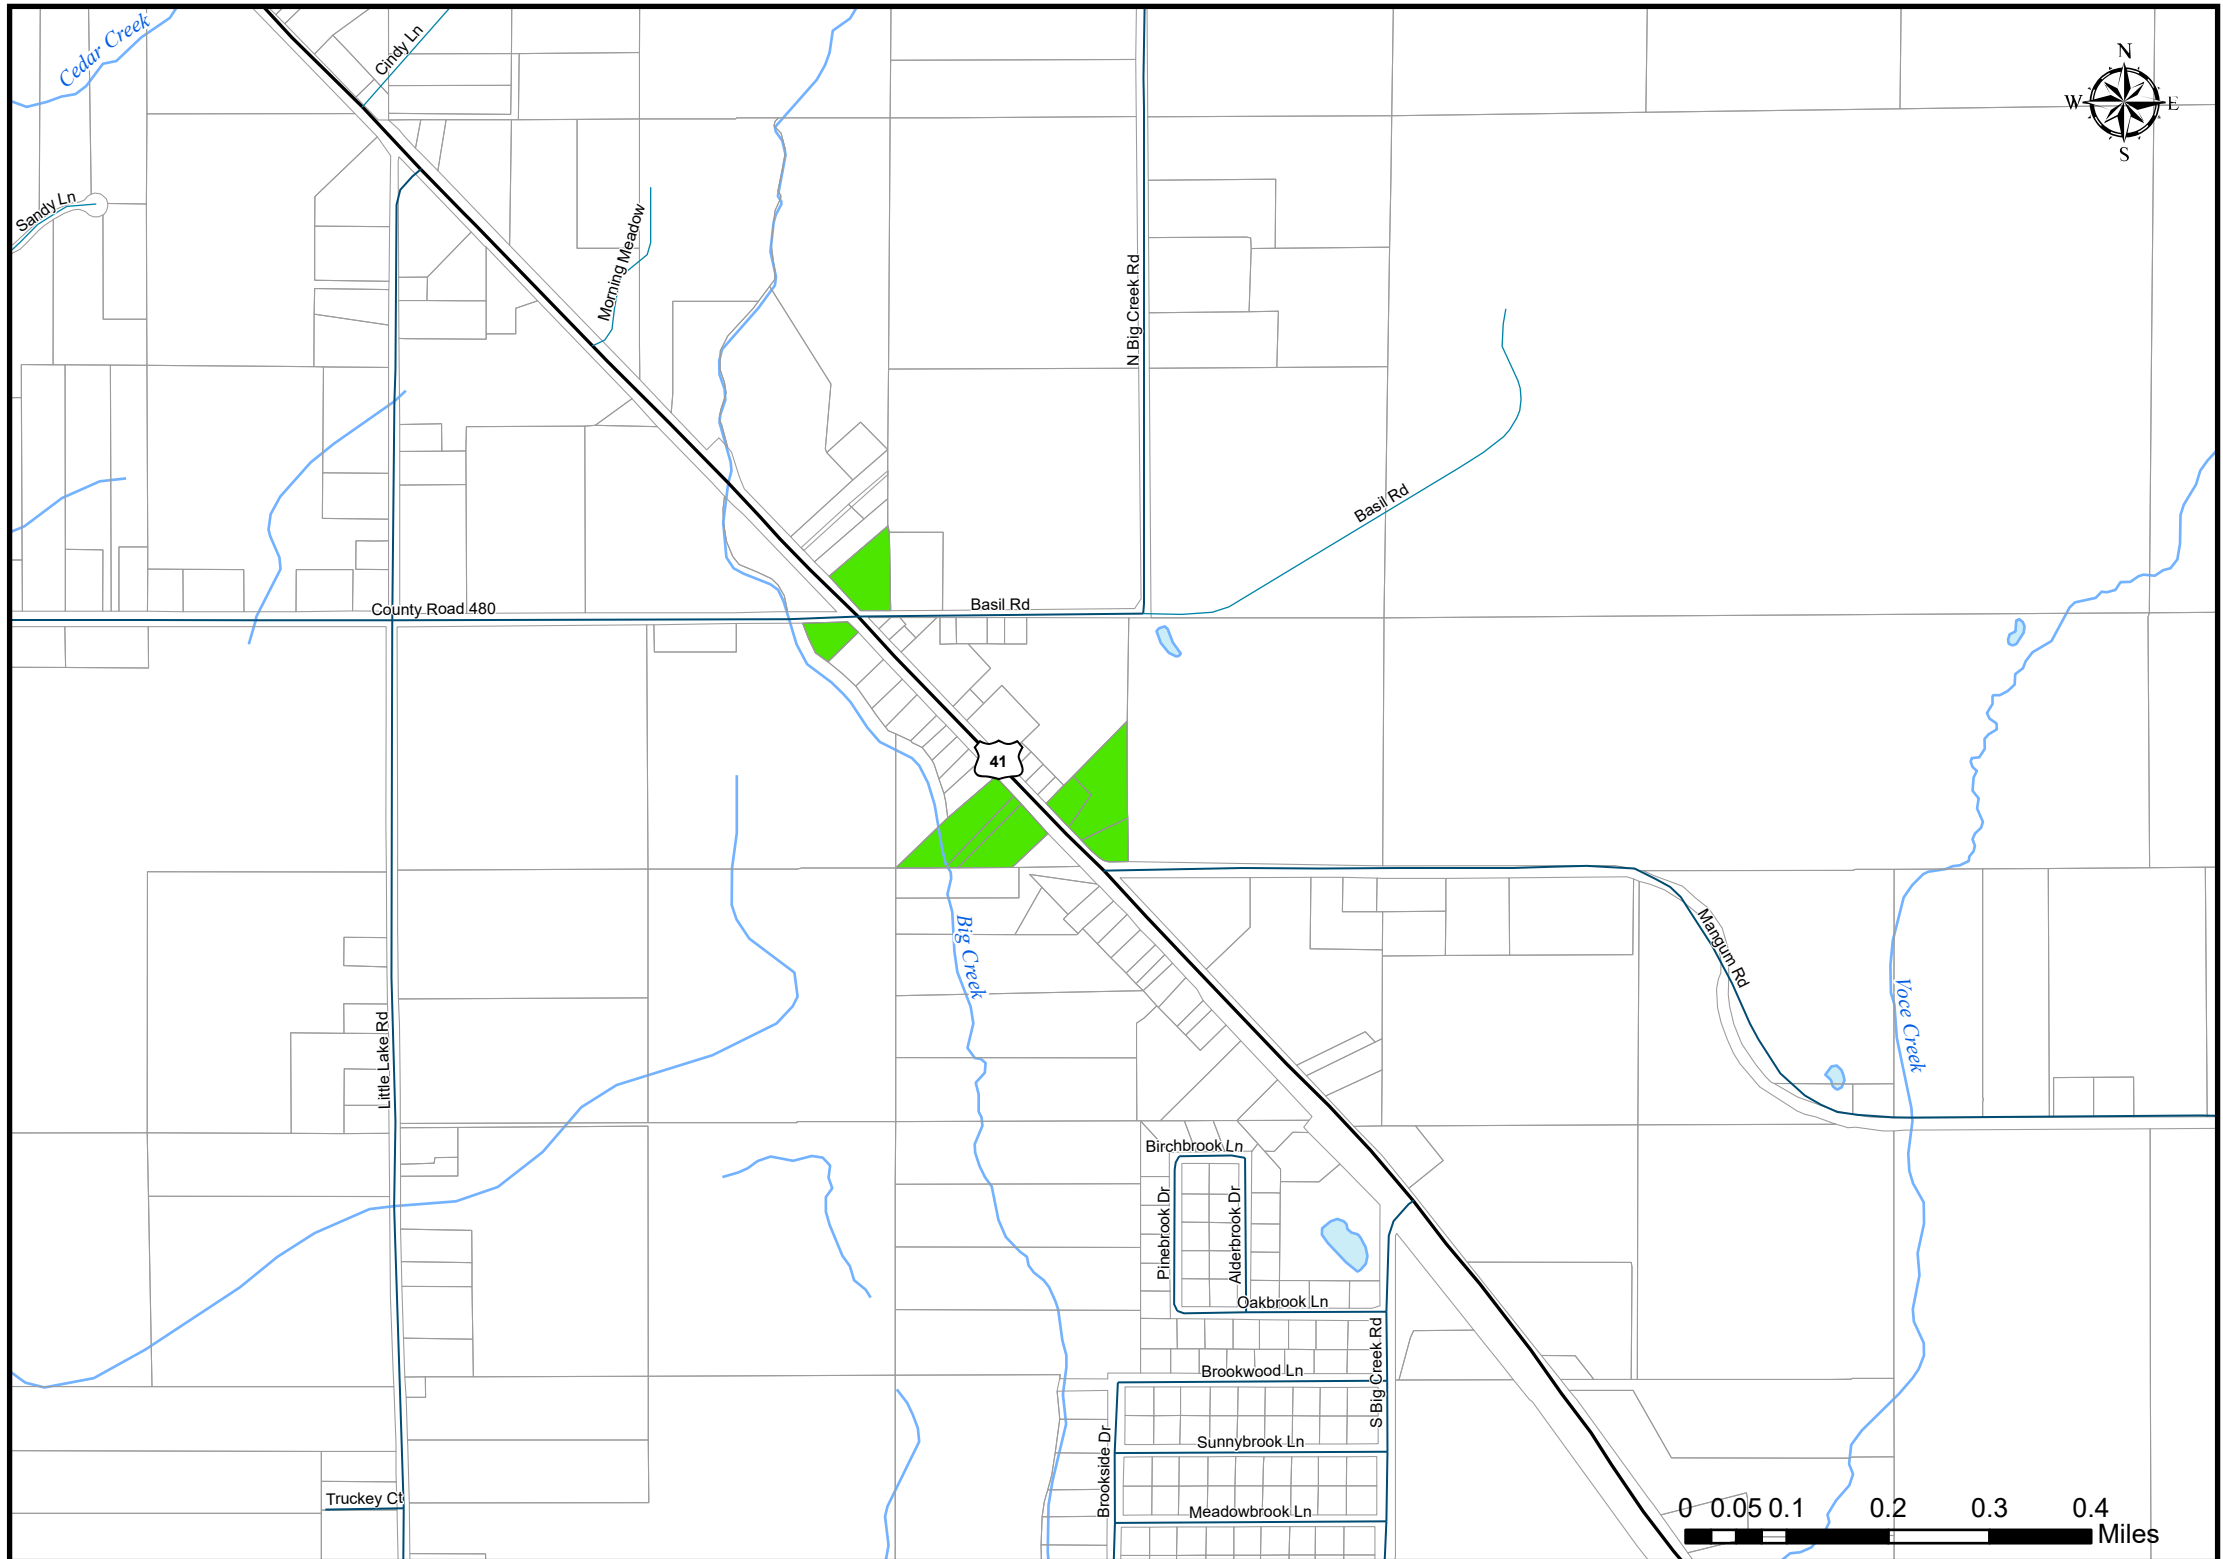 Cedar Creek
Cindy Ln
N
W
E
S
Sandy Ln
Morning Meadow
N Big Creek Rd
Basil Rd
County Road 480
Basil Rd
41
Big Creek
Mangum Rd
Voce Creek
Little Lake Rd
Birchbrook Ln
Pinebrook Dr
Alderbrook Dr
Oakbrook Ln
S Big Creek Rd
Brookwood Ln
Brookside Dr
Sunnybrook Ln
Truckey Ct
Meadowbrook Ln
0 0.05 0.1 0.2 0.3 0.4
Miles